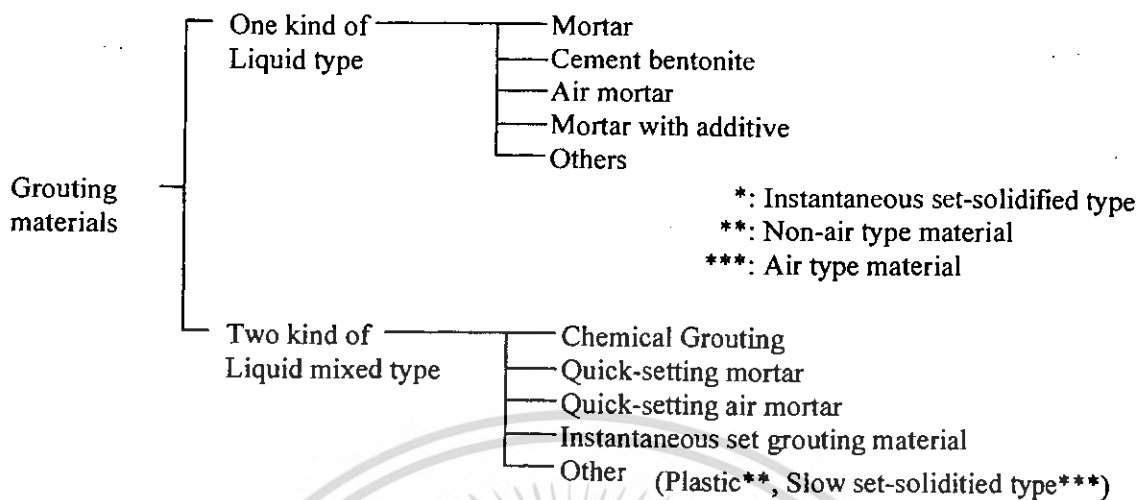 One kind of
Liquid type
Mortar
Cement bentonite
Air mortar
Mortar with additive
Others
Grouting
materials
*: Instantaneous set-solidified type
**: Non-air type material
***: Air type material
Two kind of
Liquid mixed type
Chemical Grouting
Quick-setting mortar
Quick-setting air mortar
Instantaneous set grouting material
Other (Plastic**, Slow set-soliditied type***)